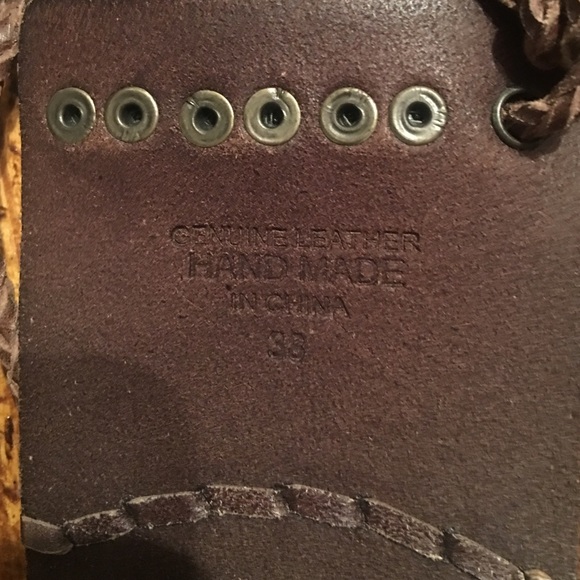 GENUINE LEATHER
HAND MADE
IN CHINA
38